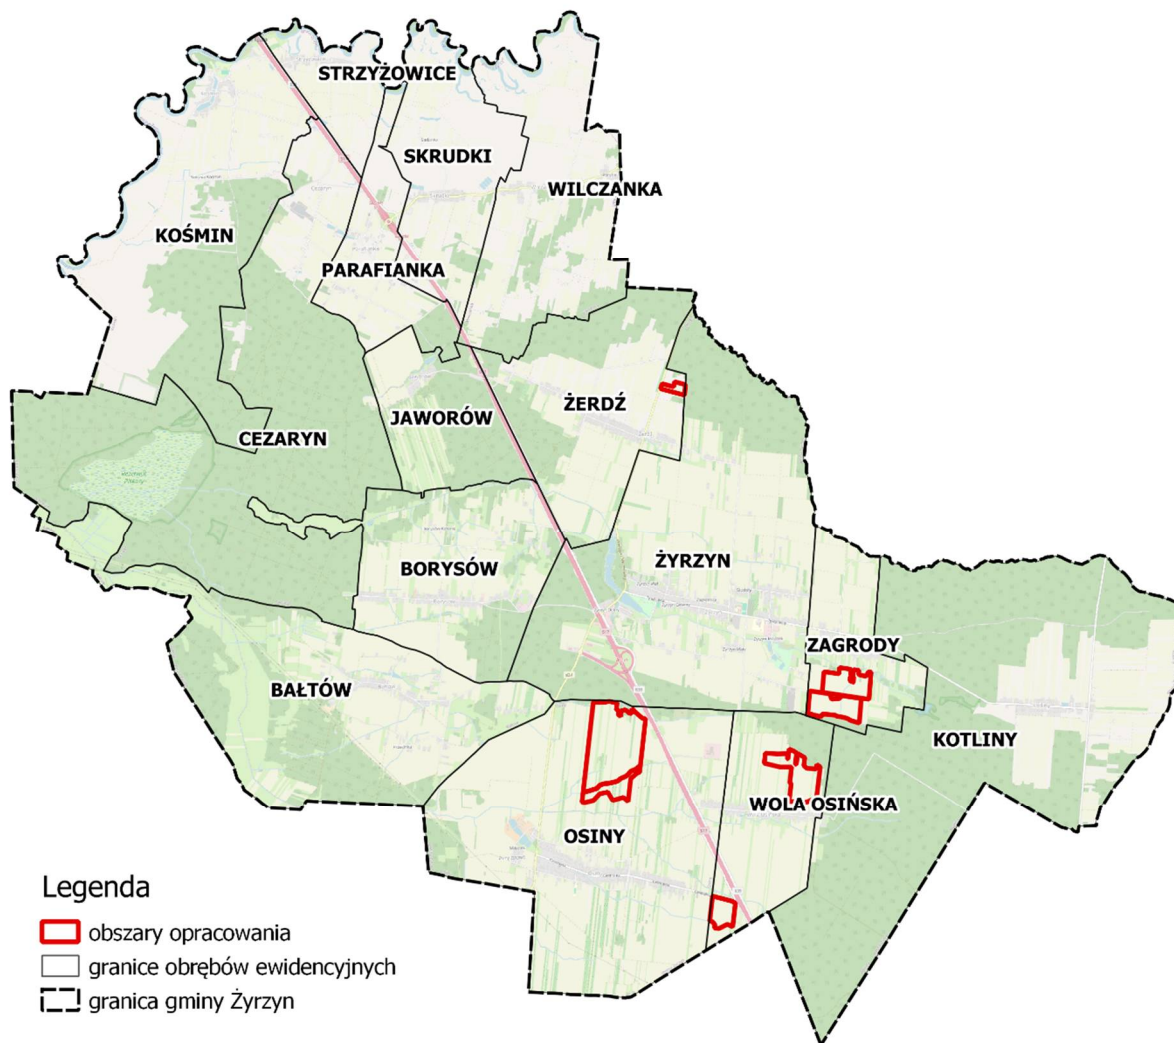 STRZYŻOWICE
SKRUDKI
WILCZANKA
KOŚMIN
PARAFIANKA
ŻERDŹ
JAWORÓW
CEZARYN
BORYSÓW
ŻYRZYN
ZAGRODY
BAŁTÓW
KOTLINY
WOLA OSIŃSKA
OSINY
Legenda
obszary opracowania
granice obrębów ewidencyjnych
granica gminy Żyrzyn